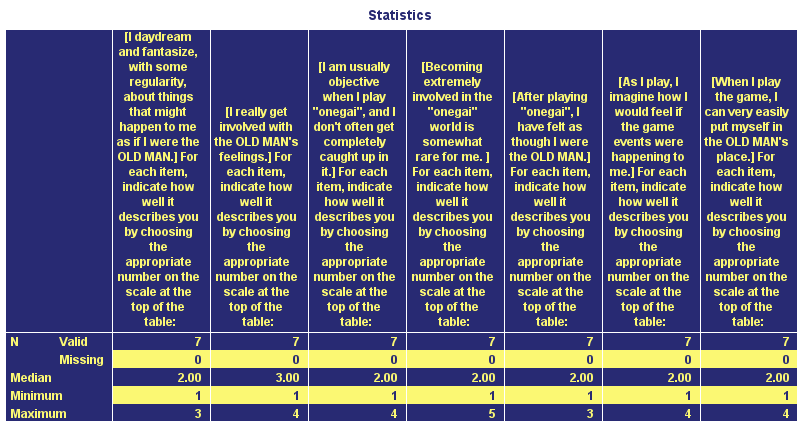 Statistics
[I daydream
and fantasize,
with some
regularity,
about things
that might
happen to me
as if I were the
OLD MAN.] For
each item,
indicate how
well it
describes you
by choosing
the
appropriate
number on the
scale at the
top of the
table:
[I really get
involved with
the OLD MAN's
feelings.] For
each item,
indicate how
well it
describes you
by choosing
the
appropriate
number on the
scale at the
top of the
table:
[I am usually
objective
when I play
"onegai", and I
don't often get
completely
caught up in
it.] For each
item, indicate
how well it
describes you
by choosing
the
appropriate
number on the
scale at the
top of the
table:
[Becoming
extremely
involved in the
"onegai"
world is
somewhat
rare for me. ]
For each item,
indicate how
well it
describes you
by choosing
the
appropriate
number on the
scale at the
top of the
table:
[After playing
"onegai", I
have felt as
though I were
the OLD MAN.]
For each item,
indicate how
well it
describes you
by choosing
the
appropriate
number on the
scale at the
top of the
table:
[As I play, I
imagine how I
would feel if
the game
events were
happening to
me.] For each
item, indicate
how well it
describes you
by choosing
the
appropriate
number on the
scale at the
top of the
table:
[When I play
the game, I
can very easily
put myself in
the OLD MAN's
place.] For
each item,
indicate how
well it
describes you
by choosing
the
appropriate
number on the
scale at the
top of the
table:
N Valid 7 7 7 7 7 7 7
Missing 0 0 0 0 0 0 0
Median 2.00 3.00 2.00 2.00 2.00 2.00 2.00
Minimum 1 1 1 1 1 1 1
Maximum 3 4 4 5 3 4 4